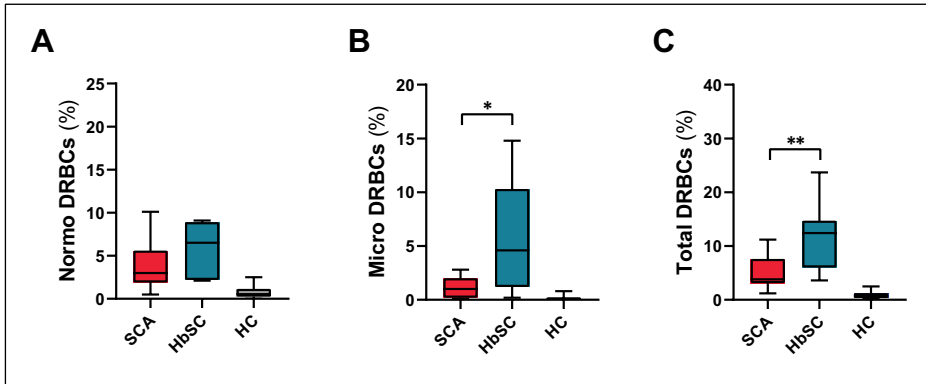 A
Normo DRBCs (%)
25
20
15
10
5
0
SCA
HbSC
HC
B
Micro DRBCs (%)
20
15
10
5
0
*
SCA
HbSC
HC
C
Total DRBCs (%)
40
30
20
10
0
**
SCA
HbSC
HC